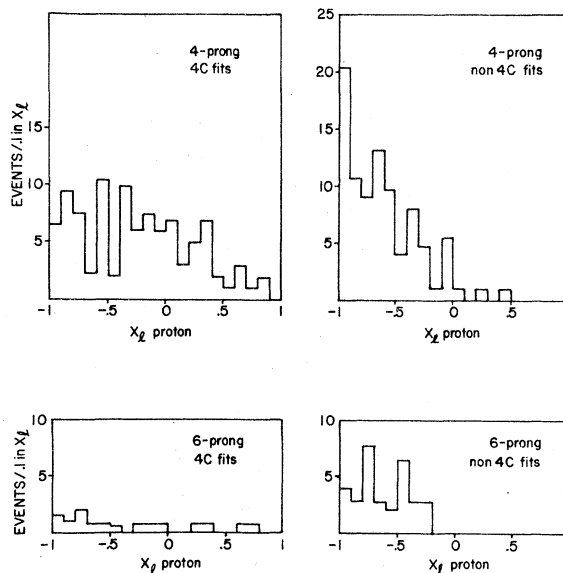 4-prong
4C fits
EVENTS/.1 in Xℓ
15
10
5
-1 -.5 0 .5 1
Xℓ proton
4-prong
non 4C fits
25
20
15
10
5
-1 -.5 0 .5
Xℓ proton
6-prong
4C fits
EVENTS/.1 in Xℓ
10
5
-1 -.5 0 .5 1
Xℓ proton
6-prong
non 4C fits
10
5
-1 -.5 0 .5
Xℓ proton